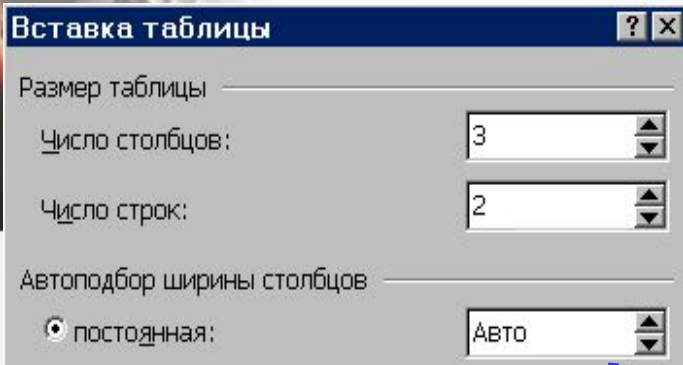 Вставка таблицы
Размер таблицы
Число столбцов: 3
Число строк: 2
Автоподбор ширины столбцов
постоянная: Авто